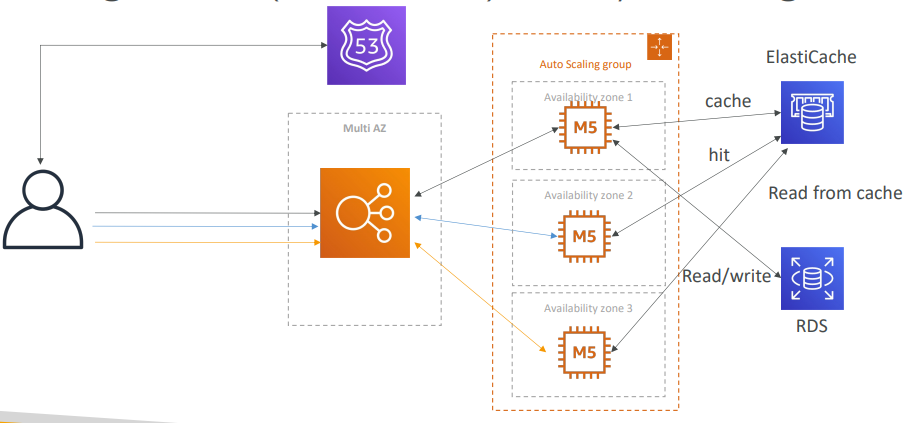 53
Multi AZ
Auto Scaling group
Availability zone 1
M5
Availability zone 2
M5
Availability zone 3
M5
ElastiCache
cache
hit
Read from cache
Read/write
RDS